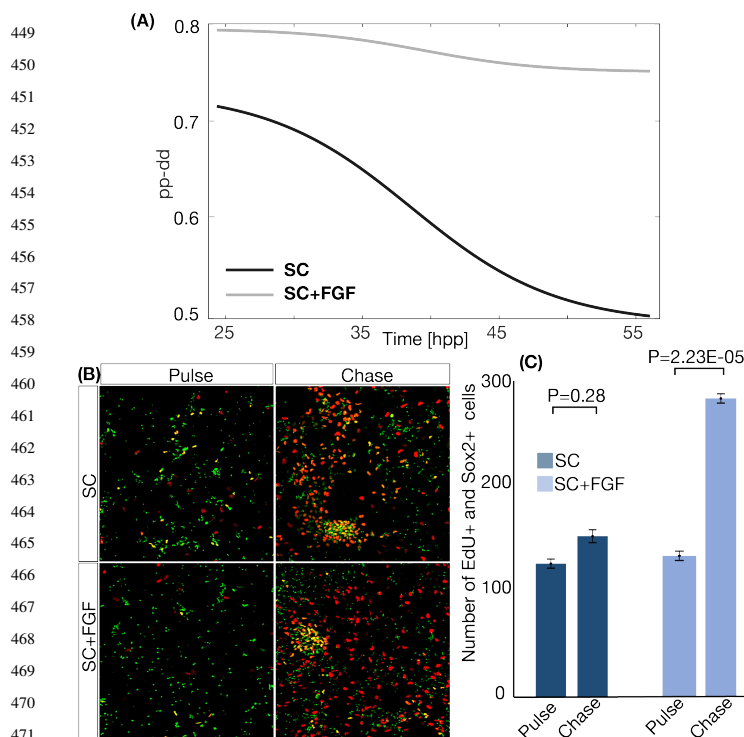 449
450
451
452
453
454
455
456
457
458
459
460
461
462
463
464
465
466
467
468
469
470
471
(A)
0.8
0.7
0.6
0.5
pp-dd
SC
SC+FGF
25
35
45
55
Time [hpp]
(B)
Pulse
Chase
SC
SC+FGF
(C)
P=2.23E-05
P=0.28
300
200
100
0
Number of EdU+ and Sox2+ cells
SC
SC+FGF
Pulse
Chase
Pulse
Chase